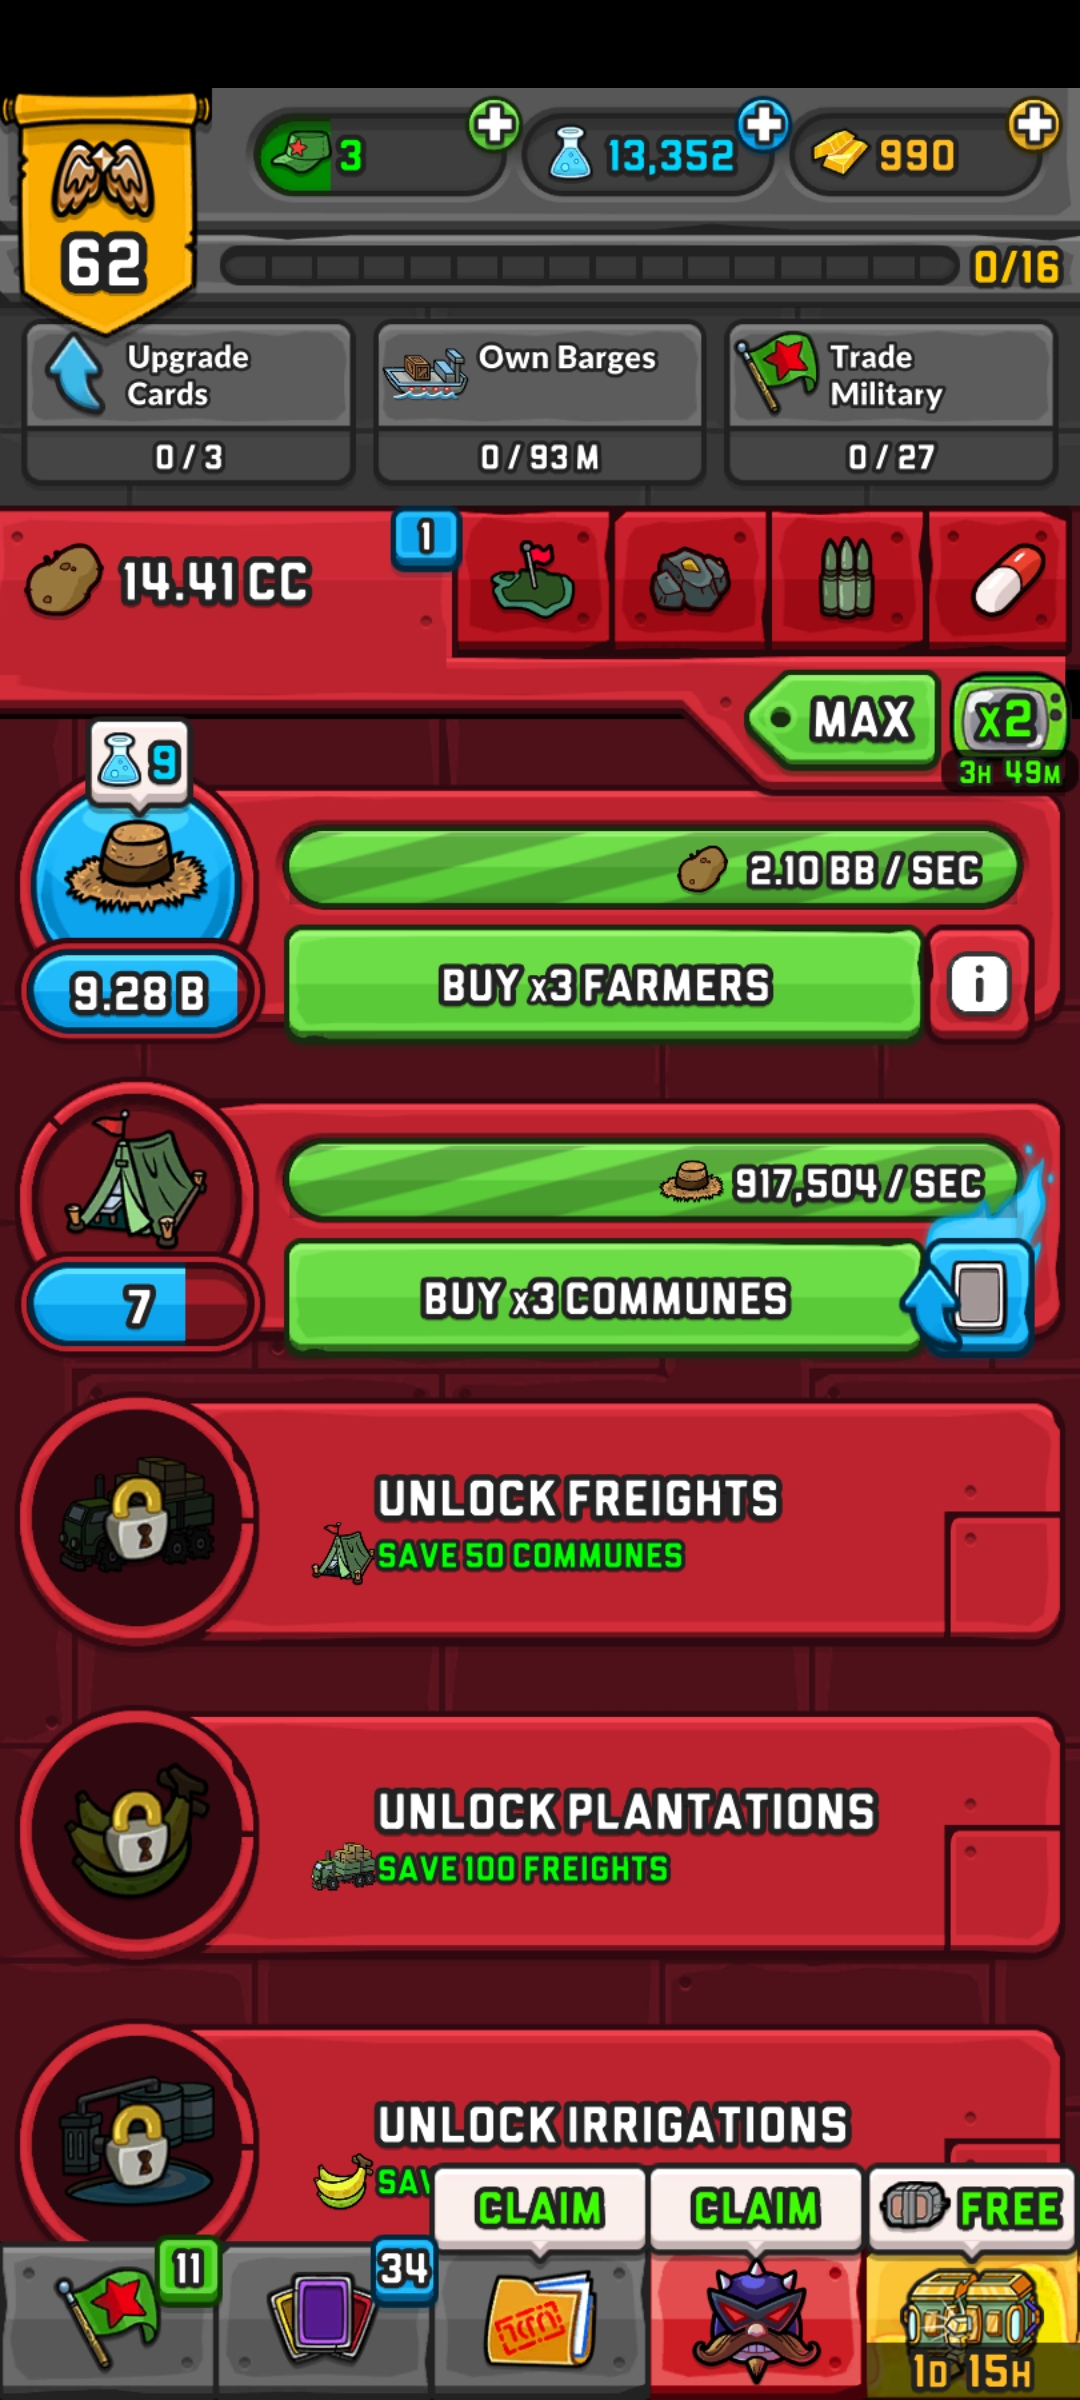 62
3
13,352
990
0/16
Upgrade
Cards
0 / 3
Own Barges
0 / 93 M
Trade
Military
0 / 27
14.41 CC
1
MAX
x2
3H 49M
9
2.10 BB / SEC
9.28 B
BUY x3 FARMERS
i
917,504 / SEC
7
BUY x3 COMMUNES
UNLOCK FREIGHTS
SAVE 50 COMMUNES
UNLOCK PLANTATIONS
SAVE 100 FREIGHTS
UNLOCK IRRIGATIONS
CLAIM
CLAIM
FREE
11
34
1D 15H